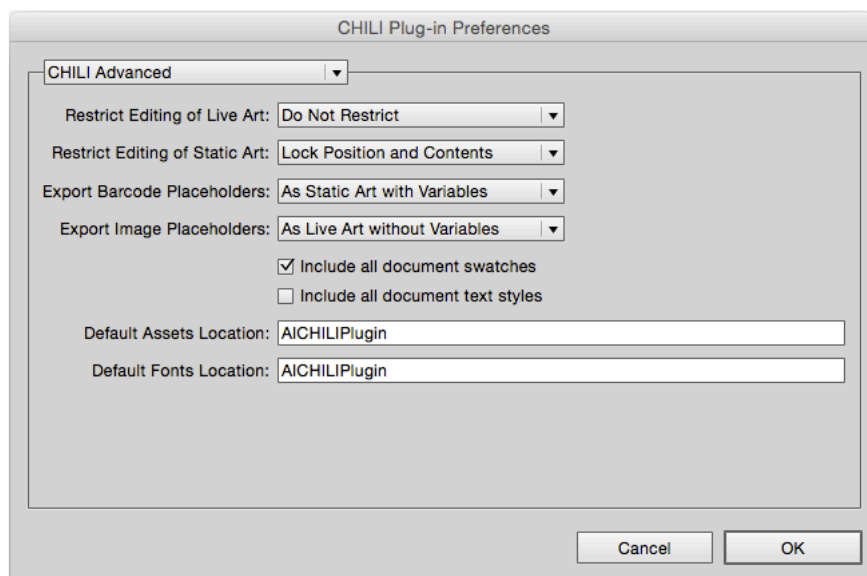 CHILI Plug-in Preferences
CHILI Advanced
Restrict Editing of Live Art: Do Not Restrict
Restrict Editing of Static Art: Lock Position and Contents
Export Barcode Placeholders: As Static Art with Variables
Export Image Placeholders: As Live Art without Variables
Include all document swatches
Include all document text styles
Default Assets Location: AICHILIPlugin
Default Fonts Location: AICHILIPlugin
Cancel OK